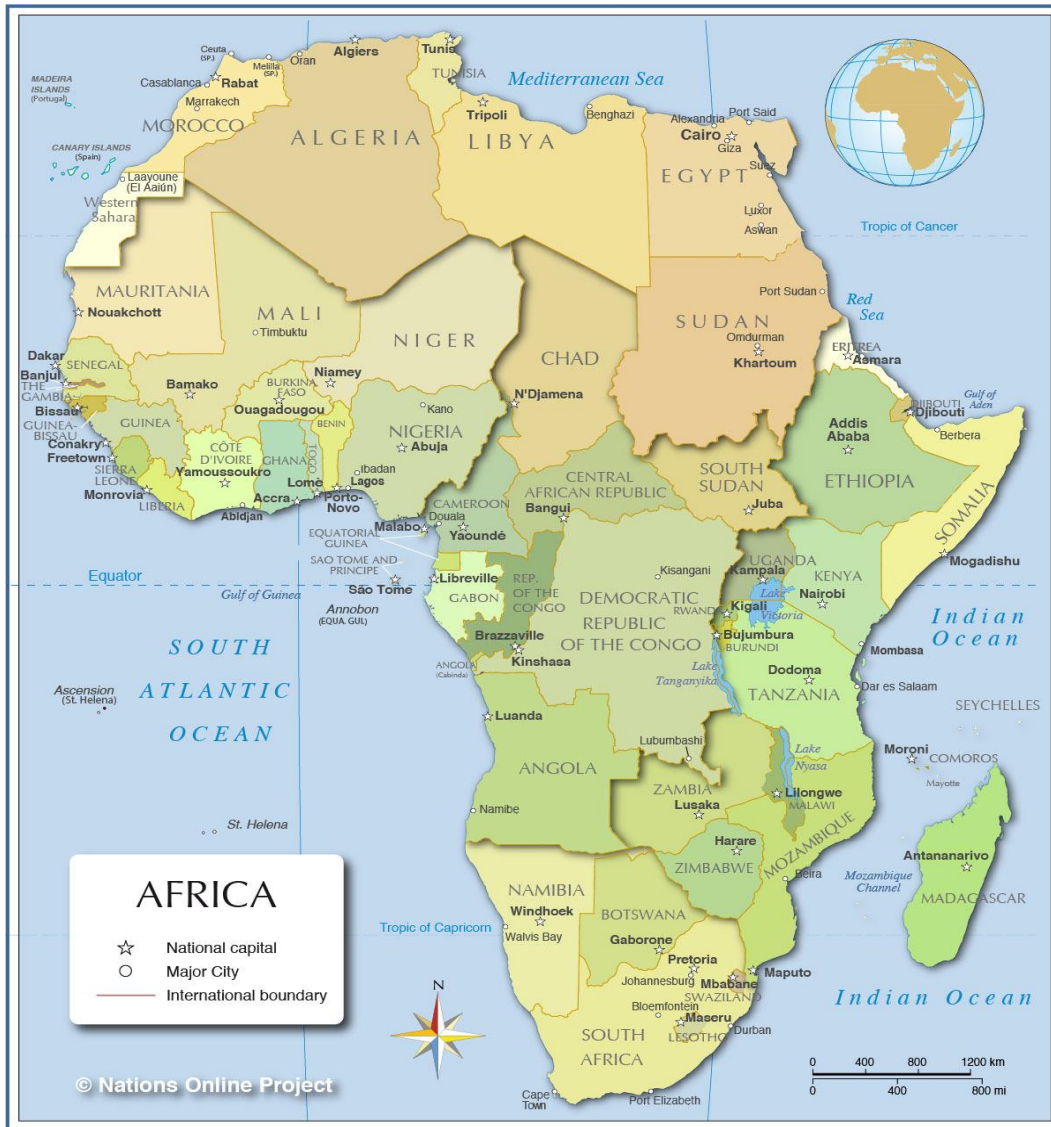 Ceuta
(SP.)
Melilla
(SP.)
Oran
Algiers
Tunis
TUNISIA
Mediterranean Sea
MADEIRA
ISLANDS
(Portugal)
Casablanca
Rabat
Marrakech
MOROCCO
ALGERIA
Tripoli
LIBYA
Benghazi
Alexandria
Port Said
Cairo
Giza
Suez
EGYPT
Luxor
Aswan
CANARY ISLANDS
(Spain)
Laayoune
(El Aaiún)
Western
Sahara
Tropic of Cancer
MAURITANIA
Nouakchott
MALI
Timbuktu
NIGER
CHAD
SUDAN
Port Sudan
Omdurman
Khartoum
Red
Sea
ERITREA
Asmara
Dakar
SENEGAL
Banjul
THE
GAMBIA
Bissau
GUINEA-
BISSAU
Bamako
BURKINA
FASO
Ouagadougou
Niamey
N'Djamena
Kano
NIGERIA
Abuja
BENIN
GUINEA
Conakry
Freetown
SIERRA
LEONE
Monrovia
LIBERIA
CÔTE
D'IVOIRE
Yamoussoukro
Abidjan
GHANA
Accra
TOGO
Lomé
Porto-
Novo
Ibadan
Lagos
DJIBOUTI
Djibouti
Gulf of
Aden
Berbera
Addis
Ababa
ETHIOPIA
SOMALIA
Mogadishu
SOUTH
SUDAN
Juba
CENTRAL
AFRICAN REPUBLIC
Bangui
CAMEROON
Douala
Yaoundé
Malabo
EQUATORIAL
GUINEA
SAO TOME AND
PRINCIPE
São Tome
Equator
Gulf of Guinea
Annobon
(EQUA. GUI.)
Libreville
GABON
REP.
OF THE
CONGO
Brazzaville
Kinshasa
ANGOLA
(Cabinda)
Kisangani
DEMOCRATIC
REPUBLIC
OF THE CONGO
UGANDA
Kampala
Lake
Victoria
KENYA
Nairobi
Mombasa
RWANDA
Kigali
Bujumbura
BURUNDI
Lake
Tanganyika
Dodoma
TANZANIA
Dar es Salaam
Indian
Ocean
SEYCHELLES
SOUTH
ATLANTIC
OCEAN
Ascension
(St. Helena)
St. Helena
Luanda
ANGOLA
Namibe
Lubumbashi
ZAMBIA
Lusaka
Lake
Nyasa
Lilongwe
MALAWI
MOZAMBIQUE
Moroni
COMOROS
Mayotte
Harare
ZIMBABWE
Beira
Mozambique
Channel
Antananarivo
MADAGASCAR
NAMIBIA
Windhoek
Walvis Bay
Tropic of Capricorn
BOTSWANA
Gaborone
Pretoria
Johannesburg
Mbabane
SWAZILAND
Maputo
Bloemfontein
Maseru
LESOTHO
Durban
SOUTH
AFRICA
Cape
Town
Port Elizabeth
Indian Ocean
AFRICA
National capital
Major City
International boundary
N
0 400 800 1200 km
0 400 800 mi
© Nations Online Project